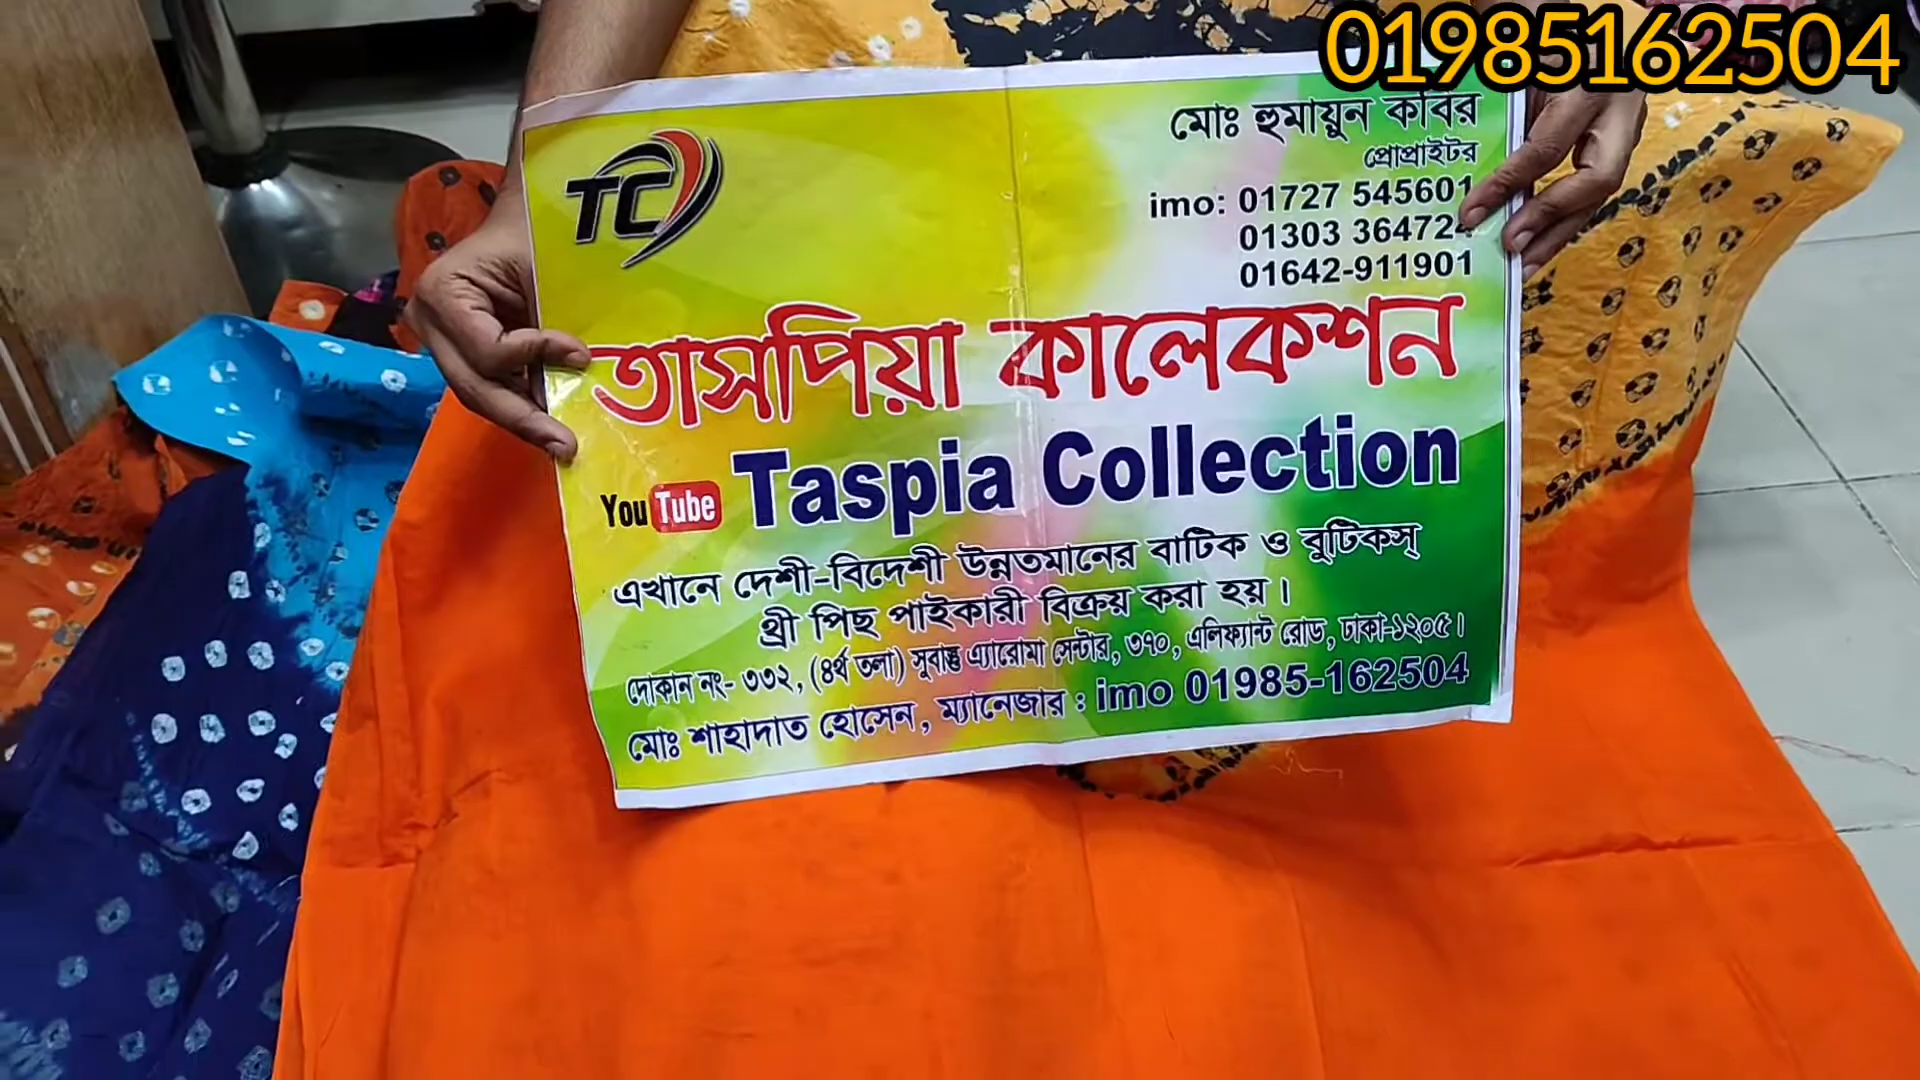 01985162504
TC
মোঃ হুমায়ুন কবির
প্রোপ্রাইটর
imo: 01727 545601
01303 364724
01642-911901
তাসপিয়া কালেকশন
YouTube Taspia Collection
এখানে দেশী-বিদেশী উন্নতমানের বাটিক ও বুটিকস্
থ্রী পিছ পাইকারী বিক্রয় করা হয়।
দোকান নং- ৩৩২, (৪র্থ তলা) সুবাস্তু এ্যারোমা সেন্টার, ৩৭০, এলিফ্যান্ট রোড, ঢাকা-১২০৫।
মোঃ শাহাদাত হোসেন, ম্যানেজার : imo 01985-162504